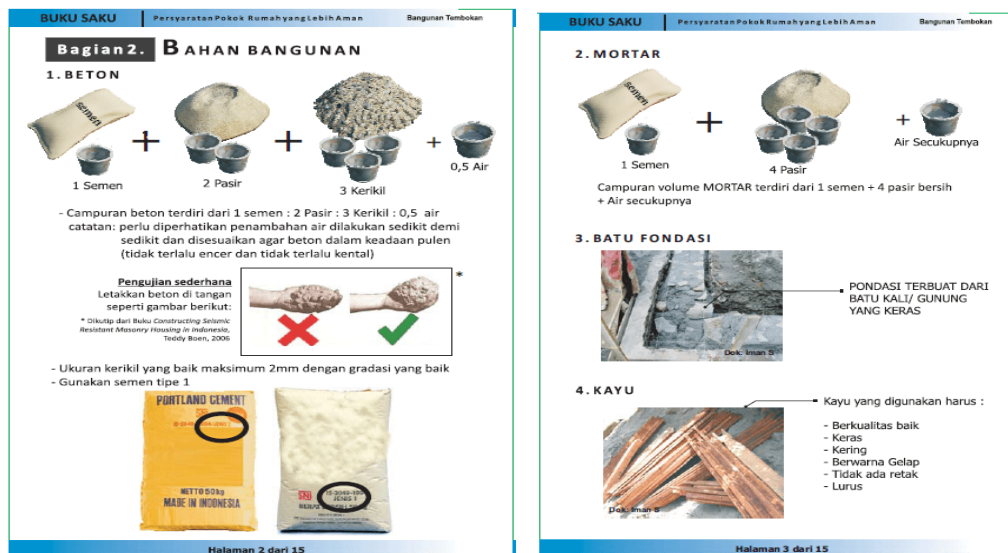 BUKU SAKU
Persyaratan Pokok Rumah yang Lebih Aman
Bangunan Tembokan
Bagian 2. BAHAN BANGUNAN
1. BETON
semen
1 Semen
+
2 Pasir
+
3 Kerikil
+
0,5 Air
- Campuran beton terdiri dari 1 semen : 2 Pasir : 3 Kerikil : 0,5 air
catatan: perlu diperhatikan penambahan air dilakukan sedikit demi
sedikit dan disesuaikan agar beton dalam keadaan pulen
(tidak terlalu encer dan tidak terlalu kental)
Pengujian sederhana
Letakkan beton di tangan
seperti gambar berikut:
* Dikutip dari Buku Constructing Seismic
Resistant Masonry Housing in Indonesia,
Teddy Boen, 2006
*
- Ukuran kerikil yang baik maksimum 2mm dengan gradasi yang baik
- Gunakan semen tipe 1
PORTLAND CEMENT
NETTO 50kg
MADE IN INDONESIA
JENIS 1
Halaman 2 dari 15
BUKU SAKU
Persyaratan Pokok Rumah yang Lebih Aman
Bangunan Tembokan
2. MORTAR
semen
1 Semen
+
4 Pasir
+
Air Secukupnya
Campuran volume MORTAR terdiri dari 1 semen + 4 pasir bersih
+ Air secukupnya
3. BATU FONDASI
PONDASI TERBUAT DARI
BATU KALI/ GUNUNG
YANG KERAS
Dok: Iman S
4. KAYU
Kayu yang digunakan harus :
- Berkualitas baik
- Keras
- Kering
- Berwarna Gelap
- Tidak ada retak
- Lurus
Dok: Iman S
Halaman 3 dari 15